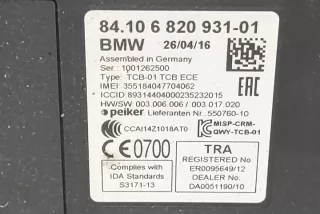 84.10 6 820 931-01
BMW 26/04/16
Assembled in Germany
Ser.: 1001262500
Type: TCB-01 TCB ECE
IMEI: 355184047704062
ICCID: 89314404000235232015
HW/SW 003.006.006 / 003.017.020
peiker Lieferanten Nr. 550760-10
CCAI14Z1018AT0
MSIP-CRM-
QWY-TCB-01
CE 0700
TRA
REGISTERED No:
ER0095649/12
DEALER No:
DA0051190/10
Complies with
IDA Standards
S3171-13